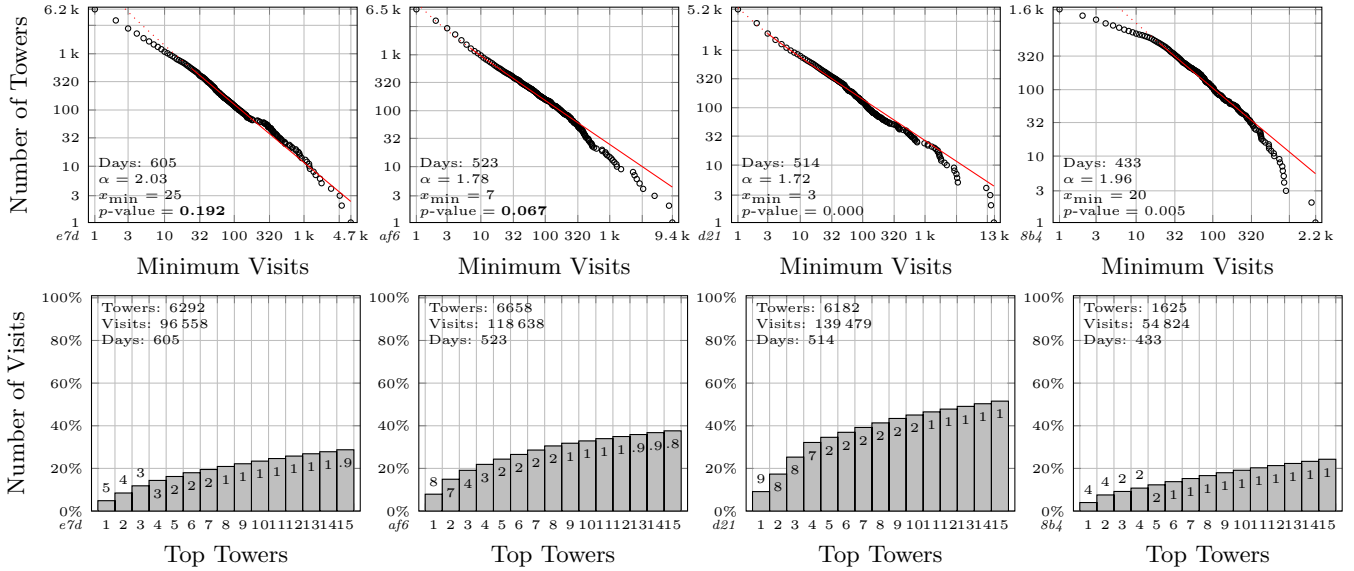 Number of Towers
6.2 k
1 k
320
100
32
10
3
1
Days: 605
α = 2.03
xmin = 25
p-value = 0.192
e7d
1 3 10 32 100 320 1 k 4.7 k
Minimum Visits
6.5 k
1 k
320
100
32
10
3
1
Days: 523
α = 1.78
xmin = 7
p-value = 0.067
af6
1 3 10 32 100 320 1 k 9.4 k
Minimum Visits
5.2 k
1 k
320
100
32
10
3
1
Days: 514
α = 1.72
xmin = 3
p-value = 0.000
d21
1 3 10 32 100 320 1 k 13 k
Minimum Visits
1.6 k
320
100
32
10
3
1
Days: 433
α = 1.96
xmin = 20
p-value = 0.005
8b4
1 3 10 32 100 320 2.2 k
Minimum Visits
Number of Visits
100%
80%
60%
40%
20%
0%
Towers: 6292
Visits: 96 558
Days: 605
5 4 3 3 2 2 2 1 1 1 1 1 1 1 .9
e7d
1 2 3 4 5 6 7 8 9 10 11 12 13 14 15
Top Towers
100%
80%
60%
40%
20%
0%
Towers: 6658
Visits: 118 638
Days: 523
8 7 4 3 2 2 2 2 1 1 1 1 .9 .9 .8
af6
1 2 3 4 5 6 7 8 9 10 11 12 13 14 15
Top Towers
100%
80%
60%
40%
20%
0%
Towers: 6182
Visits: 139 479
Days: 514
9 8 8 7 2 2 2 2 2 2 1 1 1 1 1
d21
1 2 3 4 5 6 7 8 9 10 11 12 13 14 15
Top Towers
100%
80%
60%
40%
20%
0%
Towers: 1625
Visits: 54 824
Days: 433
4 4 2 2 2 1 1 1 1 1 1 1 1 1 1
8b4
1 2 3 4 5 6 7 8 9 10 11 12 13 14 15
Top Towers